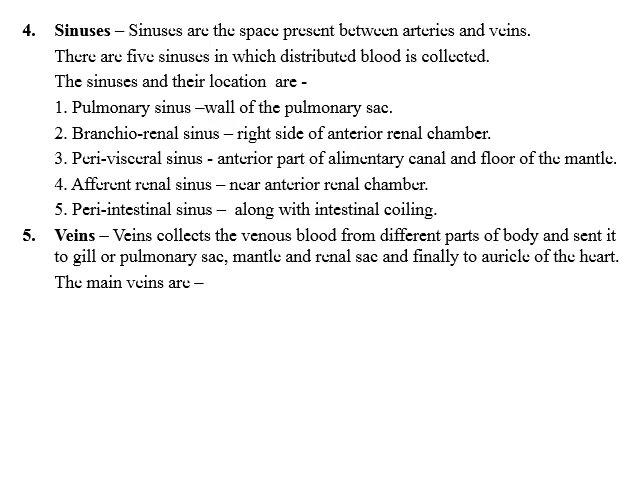 4. Sinuses – Sinuses are the space present between arteries and veins.
There are five sinuses in which distributed blood is collected.
The sinuses and their location  are -
1. Pulmonary sinus –wall of the pulmonary sac.
2. Branchio-renal sinus – right side of anterior renal chamber.
3. Peri-visceral sinus - anterior part of alimentary canal and floor of the mantle.
4. Afferent renal sinus – near anterior renal chamber.
5. Peri-intestinal sinus –  along with intestinal coiling.
5. Veins – Veins collects the venous blood from different parts of body and sent it
to gill or pulmonary sac, mantle and renal sac and finally to auricle of the heart.
The main veins are –